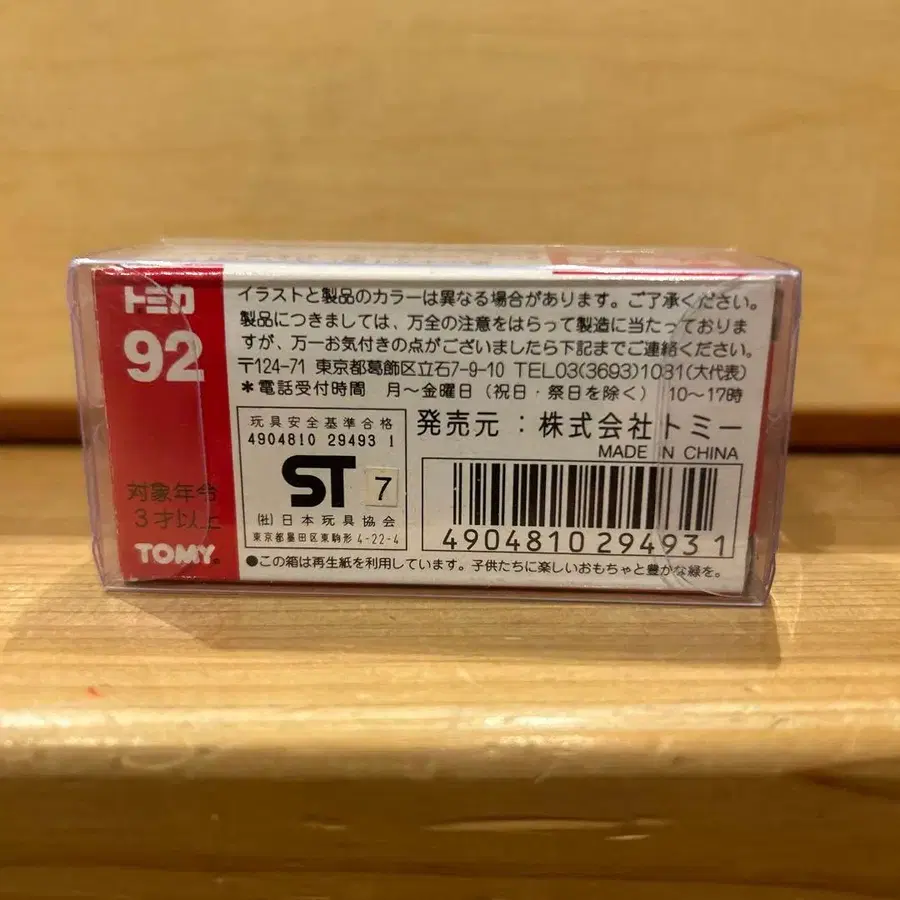 トミカ
92
対象年令
3才以上
TOMY
イラストと製品のカラーは異なる場合があります。ご了承ください。
製品につきましては、万全の注意をはらって製造に当たっておりま
すが、万一お気付きの点がございましたら下記までご連絡ください。
〒124-71 東京都葛飾区立石7-9-10 TEL03(3693)1031(大代表)
＊電話受付時間 月～金曜日(祝日・祭日を除く) 10～17時
玩具安全基準合格
4904810 29493 1
ST 7
(社)日本玩具協会
東京都墨田区東駒形 4-22-4
発売元:株式会社トミー
MADE IN CHINA
4904810 294931
●この箱は再生紙を利用しています。子供たちに楽しいおもちゃと豊かな緑を。